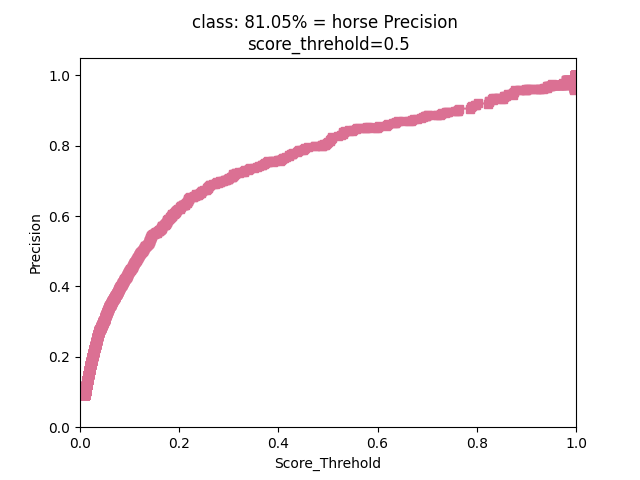 class: 81.05% = horse Precision
score_threhold=0.5
1.0
0.8
0.6
0.4
0.2
0.0
Precision
0.0 0.2 0.4 0.6 0.8 1.0
Score_Threhold